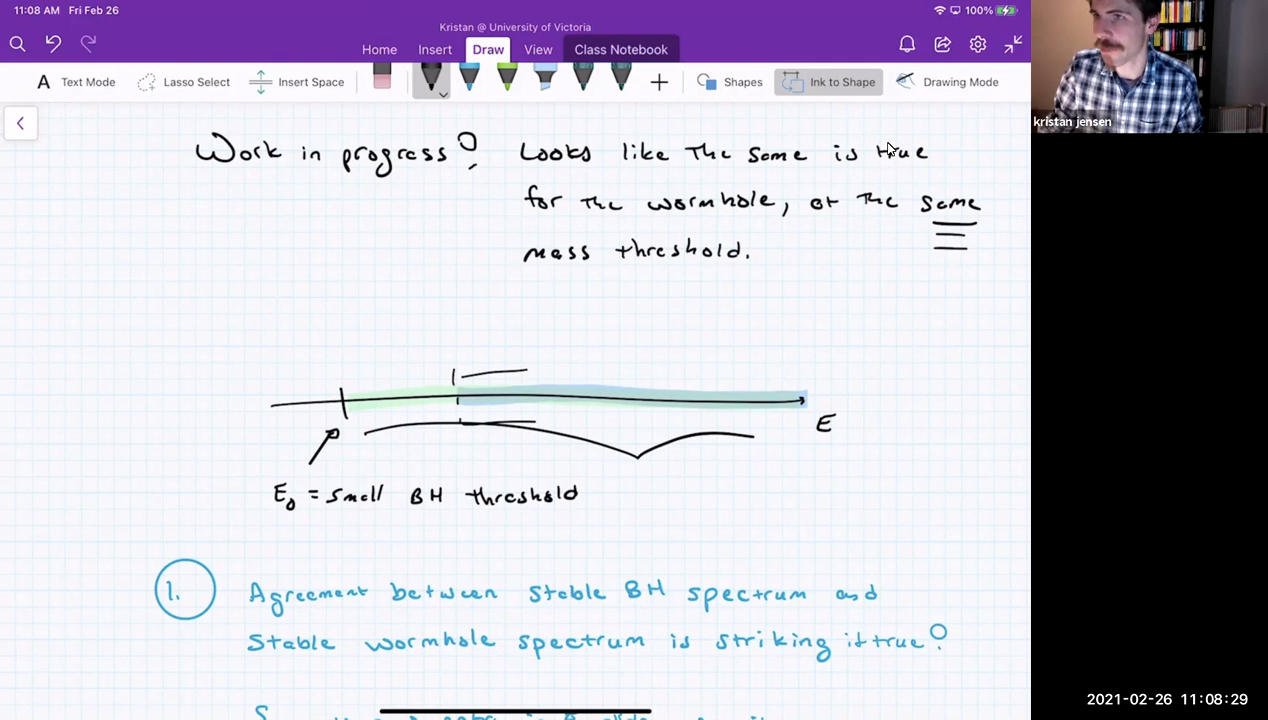 11:08 AM Fri Feb 26
100%
Kristan @ University of Victoria
Home Insert Draw View Class Notebook
Text Mode Lasso Select Insert Space Shapes Ink to Shape Drawing Mode
kristan jensen
Work in progress! Looks like the same is true
for the wormhole, at the same
mass threshold.
E
E0 = small BH threshold
1. Agreement between stable BH spectrum and
stable wormhole spectrum is striking if true!
2021-02-26 11:08:29